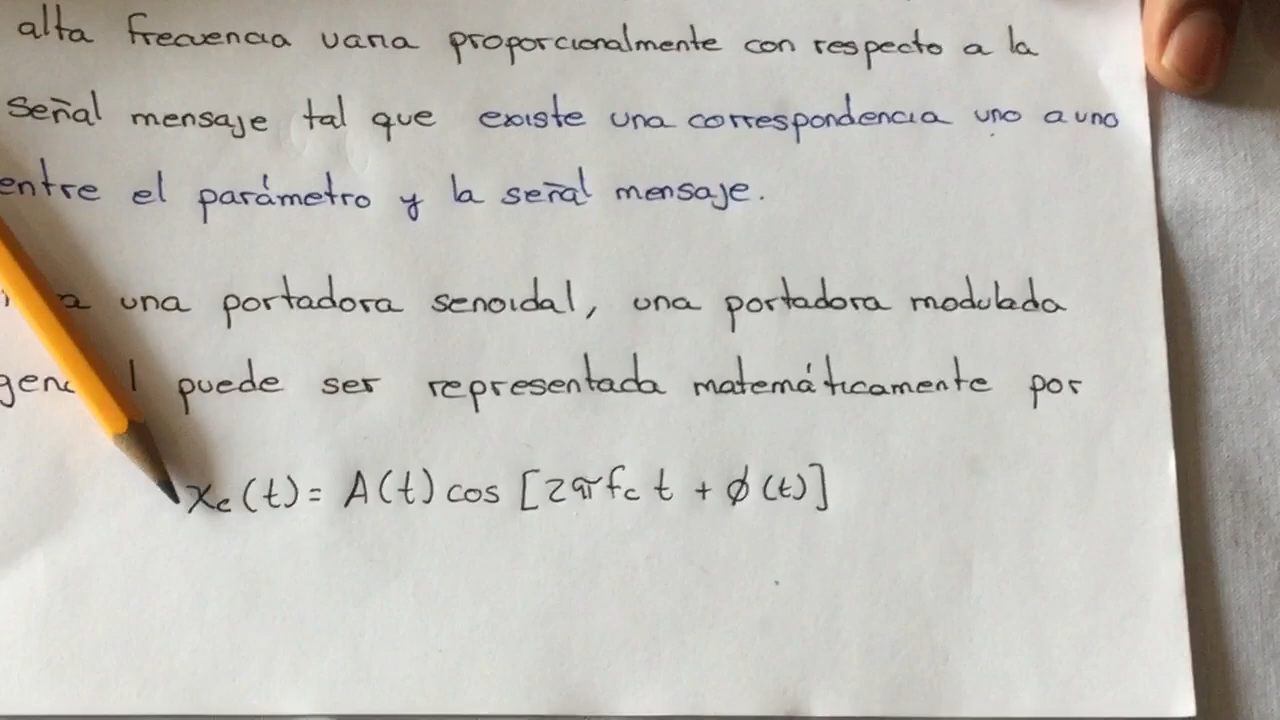 alta frecuencia varia proporcionalmente con respecto a la
señal mensaje tal que existe una correspondencia uno a uno
entre el parámetro y la señal mensaje.
una portadora senoidal, una portadora modulada
puede ser representada matemáticamente por
xc(t) = A(t) cos [2πfc t + ϕ(t)]